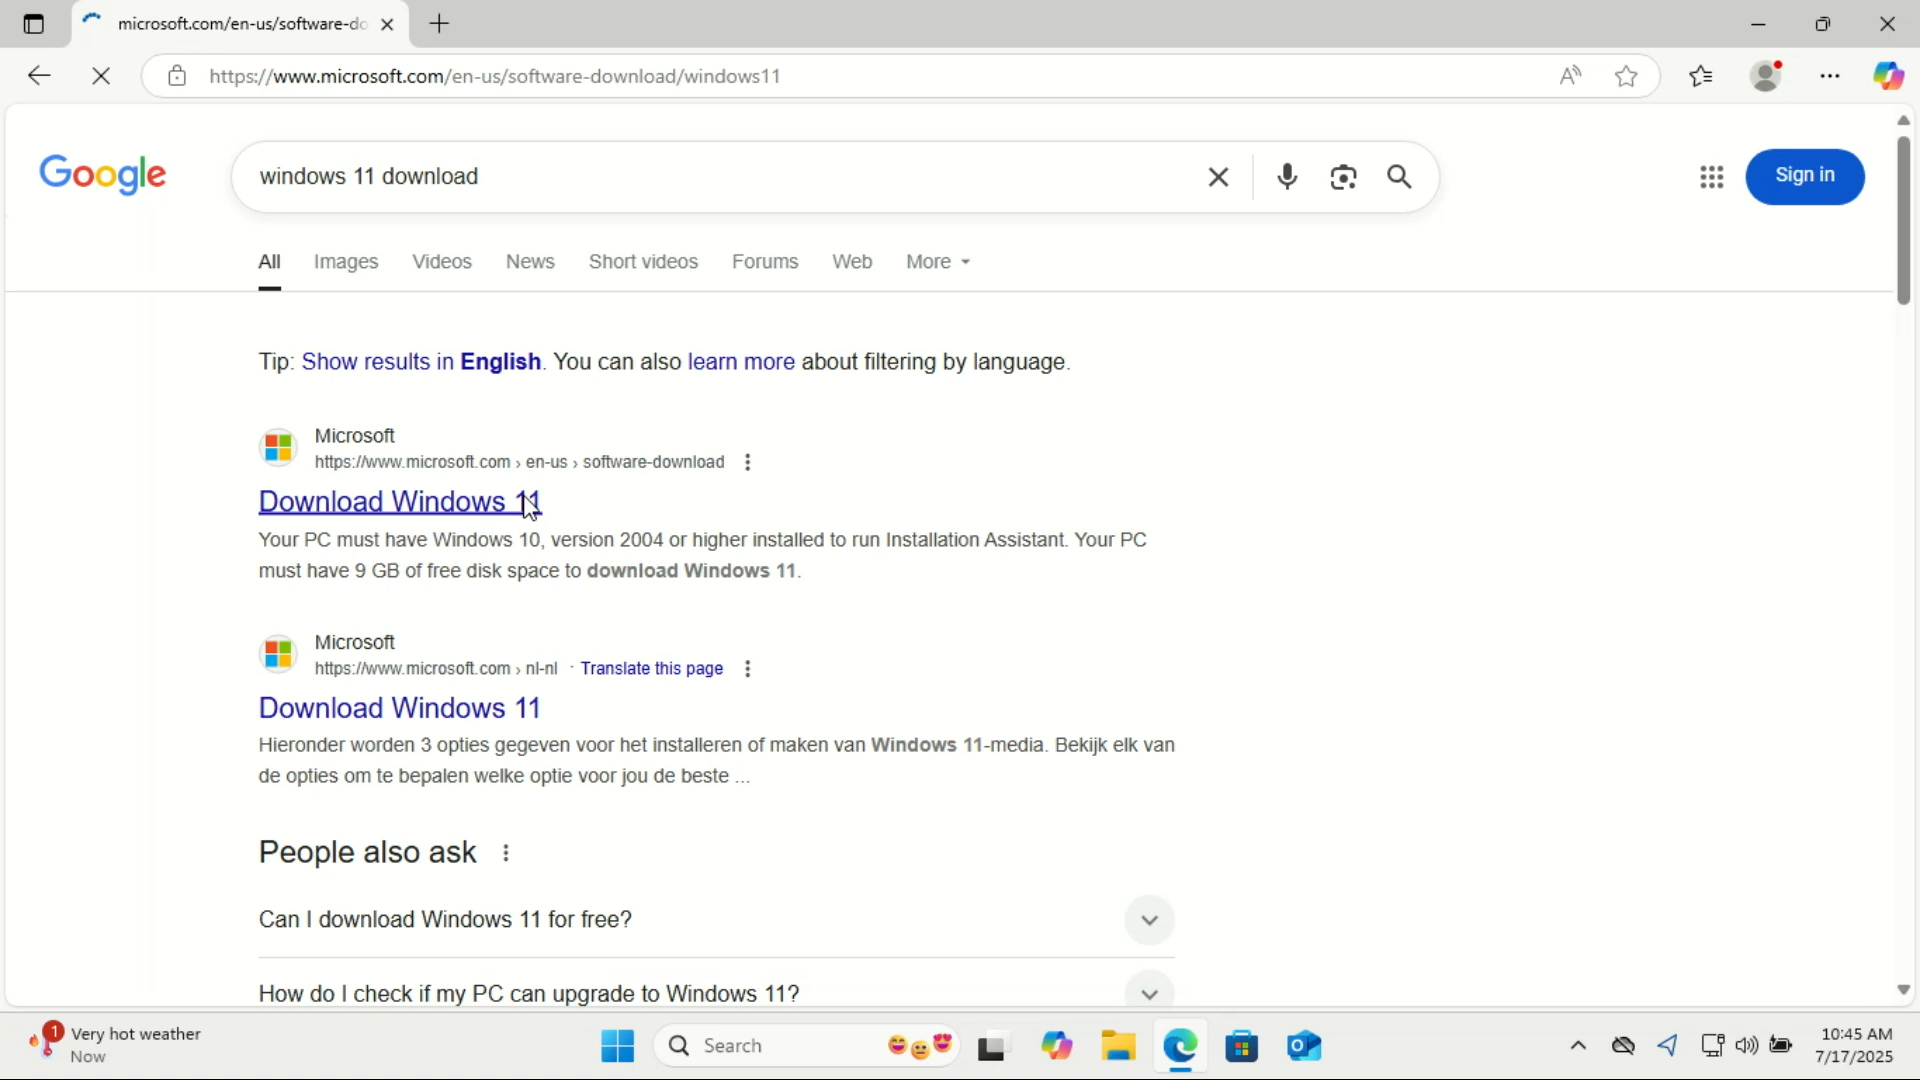 microsoft.com/en-us/software-do
https://www.microsoft.com/en-us/software-download/windows11
Google
windows 11 download
Sign in
All Images Videos News Short videos Forums Web More
Tip: Show results in English. You can also learn more about filtering by language.
Microsoft
https://www.microsoft.com › en-us › software-download
Download Windows 11
Your PC must have Windows 10, version 2004 or higher installed to run Installation Assistant. Your PC
must have 9 GB of free disk space to download Windows 11.
Microsoft
https://www.microsoft.com › nl-nl · Translate this page
Download Windows 11
Hieronder worden 3 opties gegeven voor het installeren of maken van Windows 11-media. Bekijk elk van
de opties om te bepalen welke optie voor jou de beste ...
People also ask
Can I download Windows 11 for free?
How do I check if my PC can upgrade to Windows 11?
1
Very hot weather
Now
Search
10:45 AM
7/17/2025